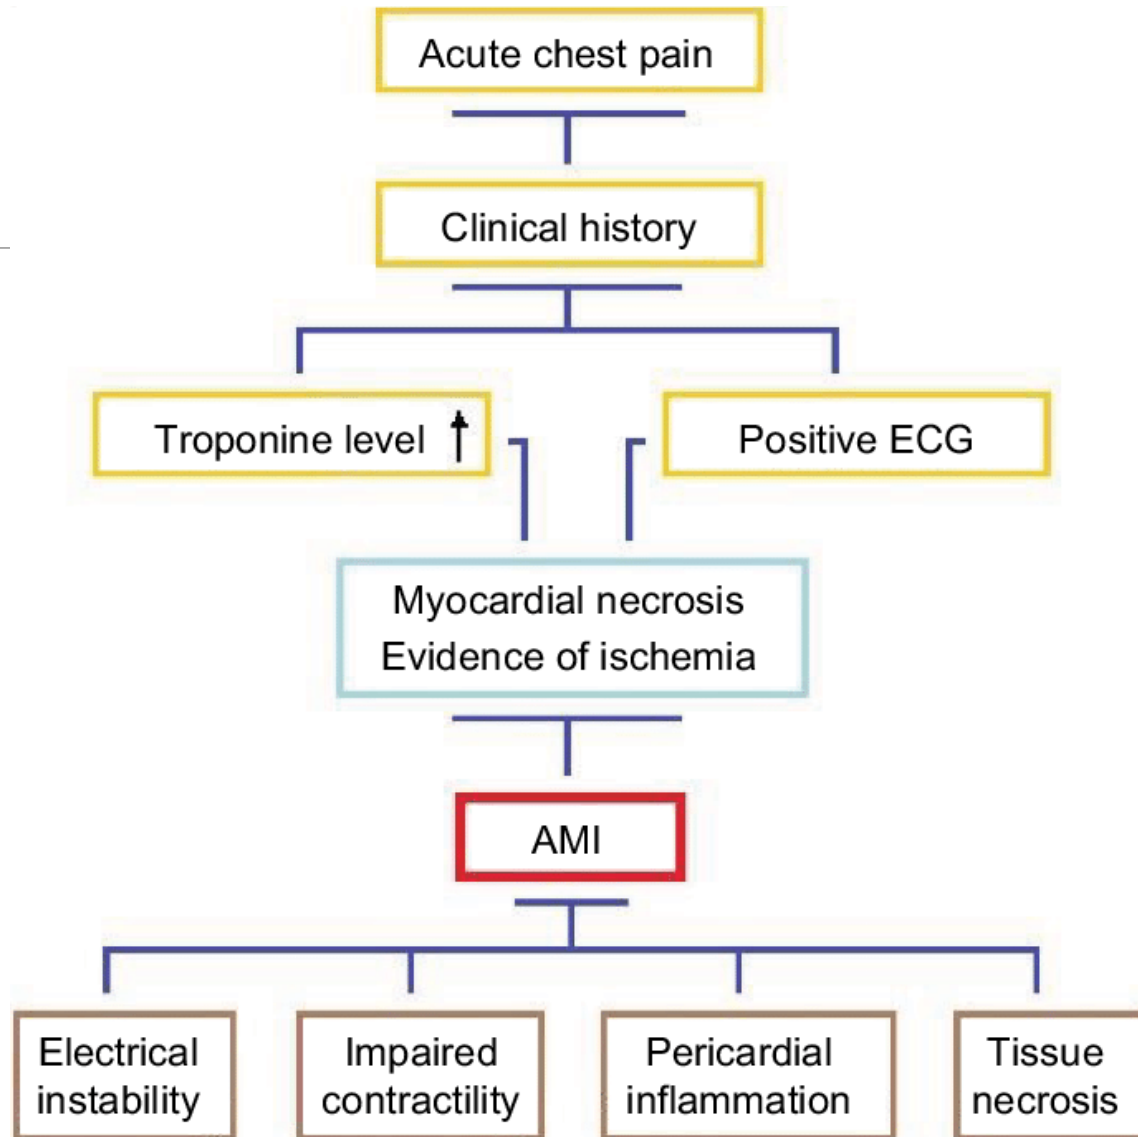 Acute chest pain
Clinical history
Troponine level ↑
Positive ECG
Myocardial necrosis
Evidence of ischemia
AMI
Electrical
instability
Impaired
contractility
Pericardial
inflammation
Tissue
necrosis